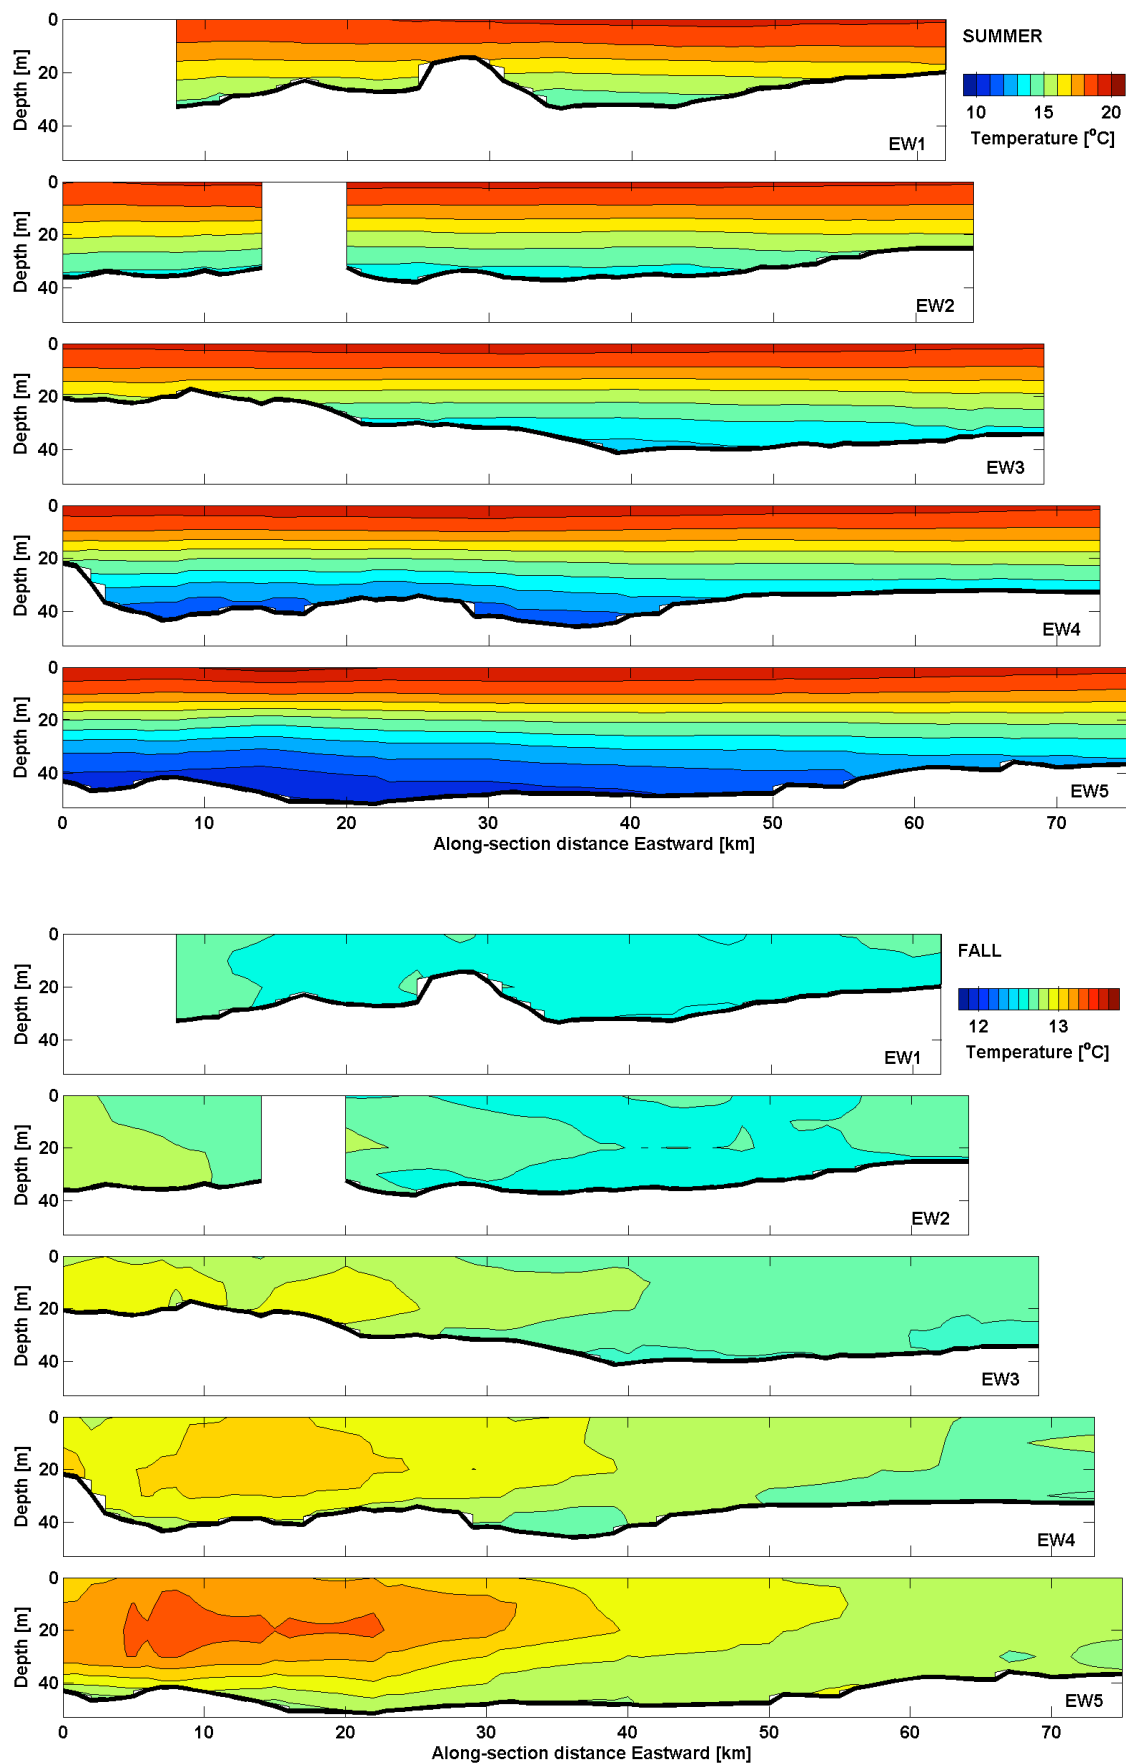 0
20
40
Depth [m]
EW1
SUMMER
10 15 20
Temperature [°C]
0
20
40
Depth [m]
EW2
0
20
40
Depth [m]
EW3
0
20
40
Depth [m]
EW4
0
20
40
Depth [m]
EW5
0 10 20 30 40 50 60 70
Along-section distance Eastward [km]
0
20
40
Depth [m]
EW1
FALL
12 13
Temperature [°C]
0
20
40
Depth [m]
EW2
0
20
40
Depth [m]
EW3
0
20
40
Depth [m]
EW4
0
20
40
Depth [m]
EW5
0 10 20 30 40 50 60 70
Along-section distance Eastward [km]